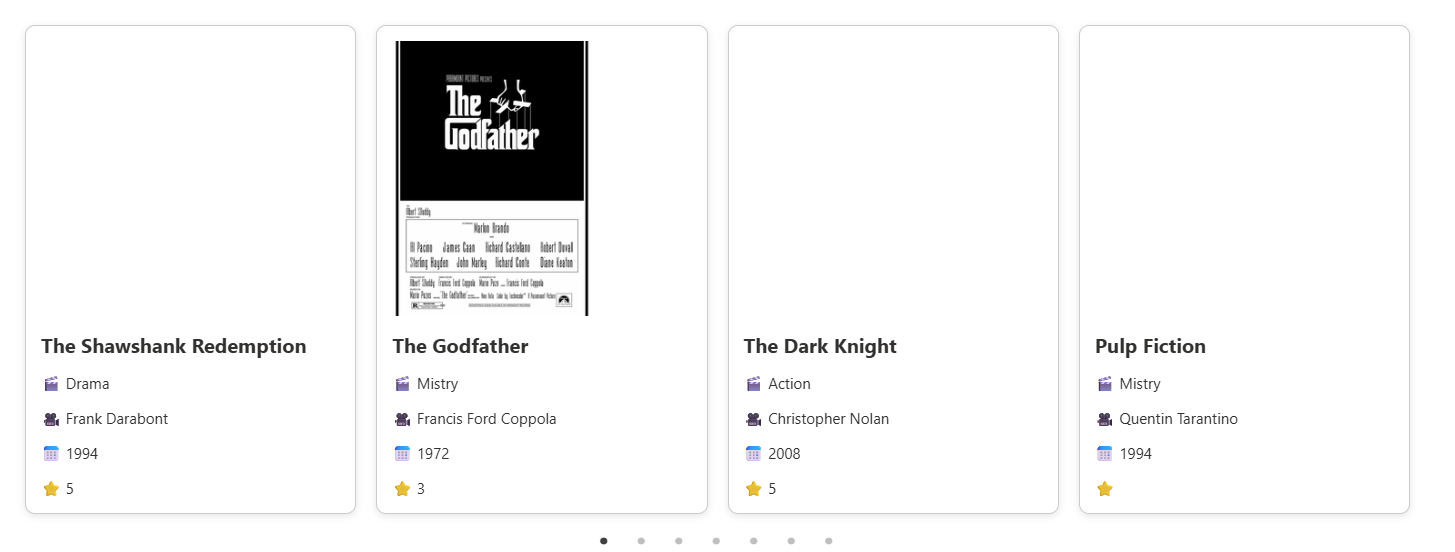 PARAMOUNT PICTURES PRESENTS
The
Godfather
Albert S. Ruddy
Marlon Brando
Al Pacino James Caan Richard Castellano Robert Duvall
Sterling Hayden John Marley Richard Conte Diane Keaton
The Shawshank Redemption
Drama
Frank Darabont
1994
5
The Godfather
Mistry
Francis Ford Coppola
1972
3
The Dark Knight
Action
Christopher Nolan
2008
5
Pulp Fiction
Mistry
Quentin Tarantino
1994